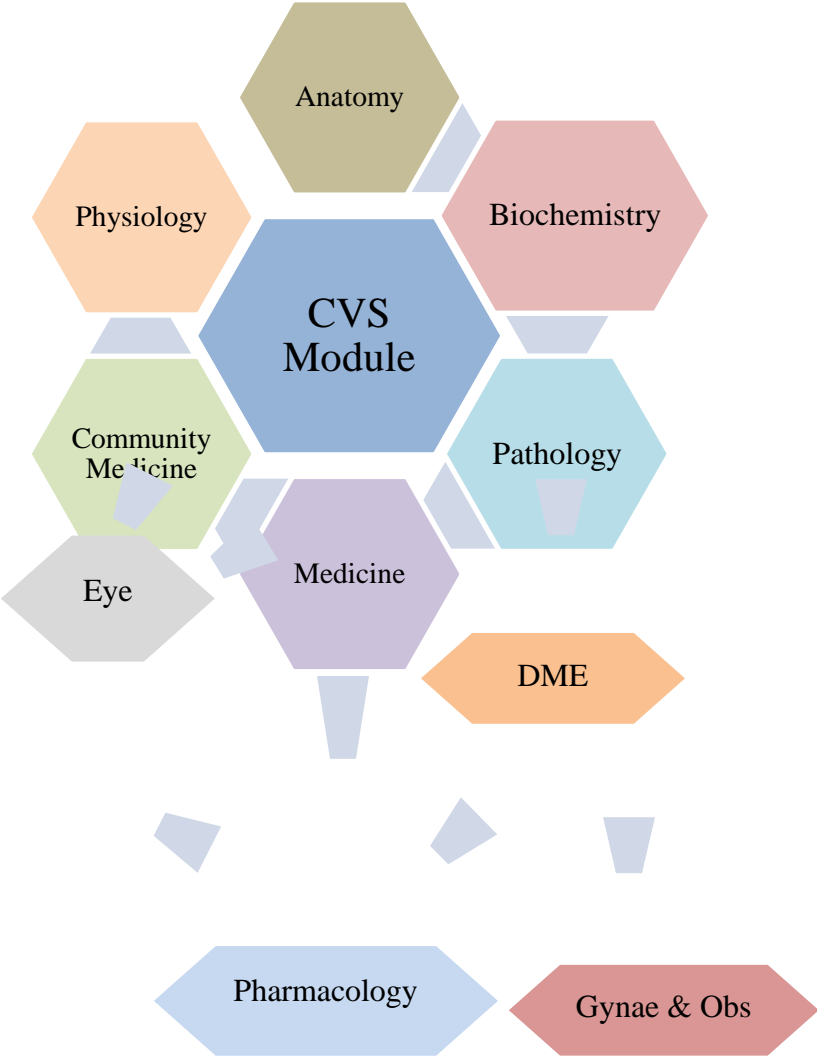 Anatomy
Physiology
Biochemistry
CVS
Module
Community
Medicine
Pathology
Medicine
Eye
DME
Pharmacology
Gynae & Obs